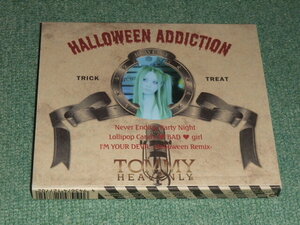 HALLOWEEN ADDICTION
TRICK TREAT
Never Ending Party Night
Lollipop Candy BAD ♥ girl
I'M YOUR DEVIL -Halloween Remix-
TOMMY
HEAVENLY